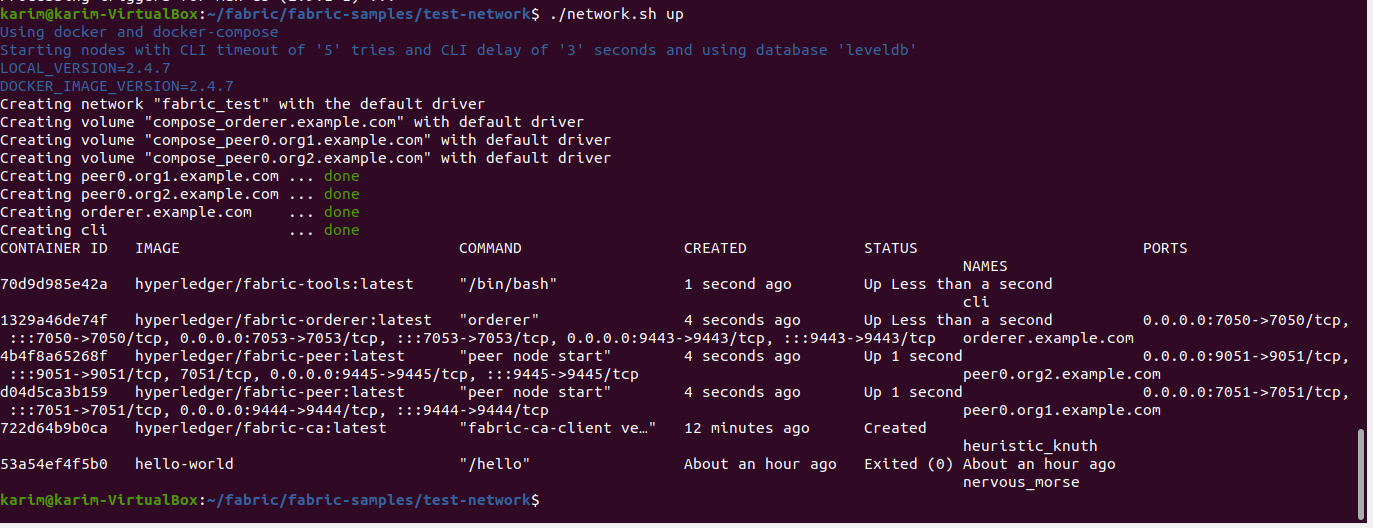 karim@karim-VirtualBox:~/fabric/fabric-samples/test-network$ ./network.sh up
Using docker and docker-compose
Starting nodes with CLI timeout of '5' tries and CLI delay of '3' seconds and using database 'leveldb'
LOCAL_VERSION=2.4.7
DOCKER_IMAGE_VERSION=2.4.7
Creating network "fabric_test" with the default driver
Creating volume "compose_orderer.example.com" with default driver
Creating volume "compose_peer0.org1.example.com" with default driver
Creating volume "compose_peer0.org2.example.com" with default driver
Creating peer0.org1.example.com ... done
Creating peer0.org2.example.com ... done
Creating orderer.example.com    ... done
Creating cli                    ... done
CONTAINER ID   IMAGE                               COMMAND                  CREATED             STATUS                         PORTS
                                                                                                           NAMES
70d9d985e42a   hyperledger/fabric-tools:latest     "/bin/bash"              1 second ago        Up Less than a second
                                                                                                           cli
1329a46de74f   hyperledger/fabric-orderer:latest   "orderer"                4 seconds ago       Up Less than a second          0.0.0.0:7050->7050/tcp,
 :::7050->7050/tcp, 0.0.0.0:7053->7053/tcp, :::7053->7053/tcp, 0.0.0.0:9443->9443/tcp, :::9443->9443/tcp   orderer.example.com
4b4f8a65268f   hyperledger/fabric-peer:latest      "peer node start"        4 seconds ago       Up 1 second                    0.0.0.0:9051->9051/tcp,
 :::9051->9051/tcp, 7051/tcp, 0.0.0.0:9445->9445/tcp, :::9445->9445/tcp                                    peer0.org2.example.com
d04d5ca3b159   hyperledger/fabric-peer:latest      "peer node start"        4 seconds ago       Up 1 second                    0.0.0.0:7051->7051/tcp,
 :::7051->7051/tcp, 0.0.0.0:9444->9444/tcp, :::9444->9444/tcp                                              peer0.org1.example.com
722d64b9b0ca   hyperledger/fabric-ca:latest        "fabric-ca-client ve…"   12 minutes ago      Created
                                                                                                           heuristic_knuth
53a54ef4f5b0   hello-world                         "/hello"                 About an hour ago   Exited (0) About an hour ago
                                                                                                           nervous_morse
karim@karim-VirtualBox:~/fabric/fabric-samples/test-network$